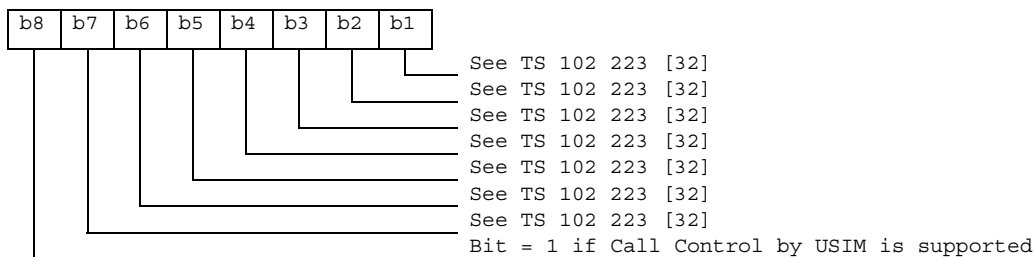 b8 b7 b6 b5 b4 b3 b2 b1
See TS 102 223 [32]
See TS 102 223 [32]
See TS 102 223 [32]
See TS 102 223 [32]
See TS 102 223 [32]
See TS 102 223 [32]
See TS 102 223 [32]
Bit = 1 if Call Control by USIM is supported